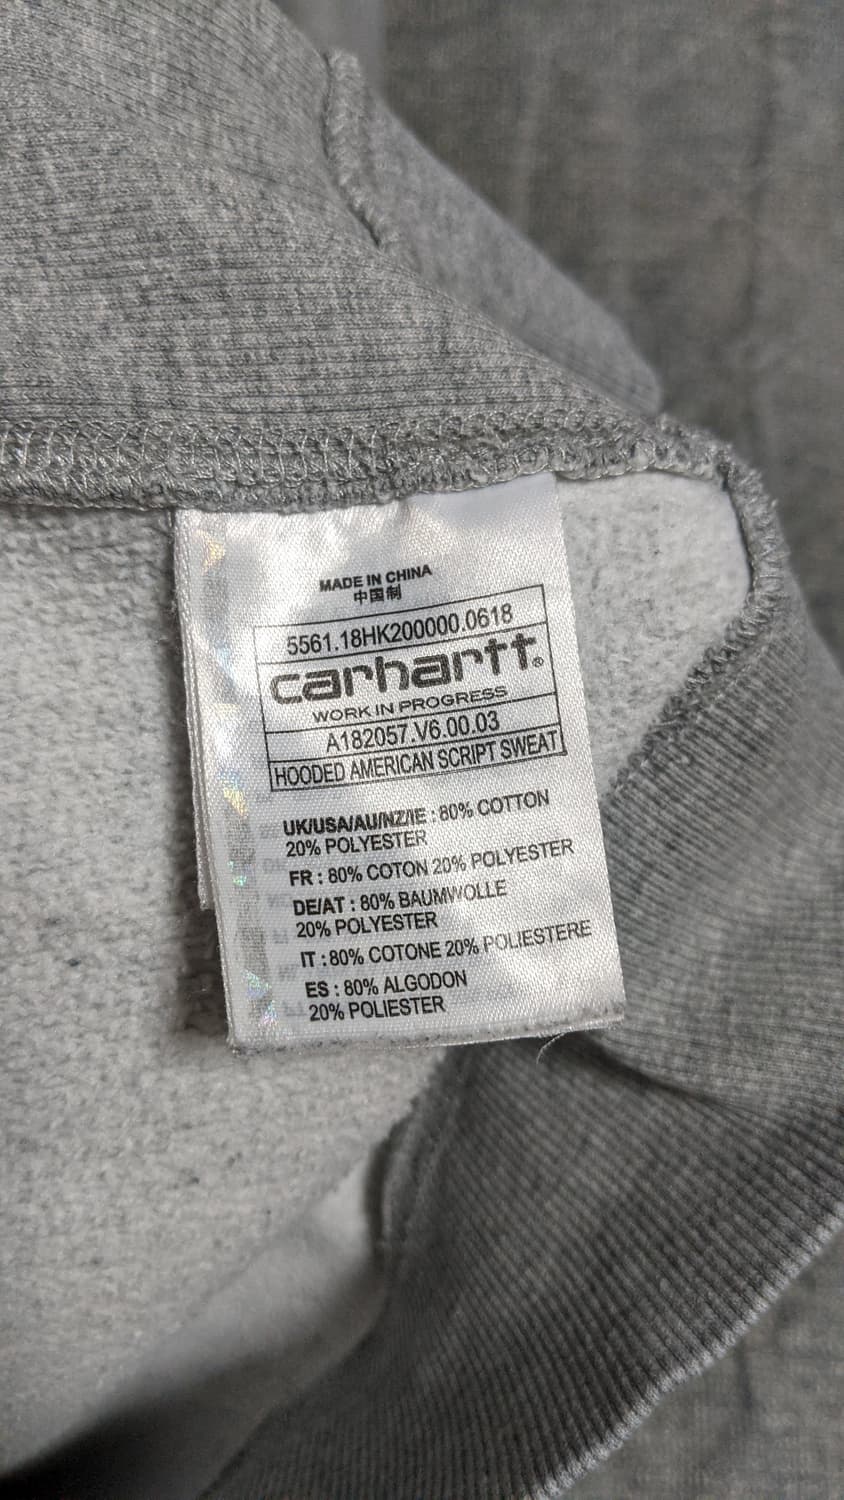 MADE IN CHINA
中国制
5561.18HK200000.0618
carhartt®
WORK IN PROGRESS
A182057.V6.00.03
HOODED AMERICAN SCRIPT SWEAT
UK/USA/AU/NZ/IE : 80% COTTON
20% POLYESTER
FR : 80% COTON 20% POLYESTER
DE/AT : 80% BAUMWOLLE
20% POLYESTER
IT : 80% COTONE 20% POLIESTERE
ES : 80% ALGODON
20% POLIESTER